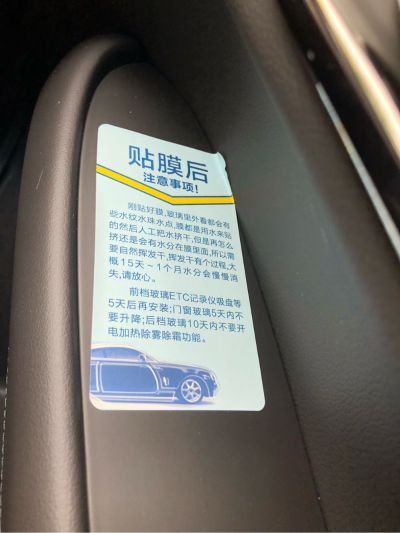 贴膜后
注意事项!
刚贴好膜,玻璃里外看都会有
些水纹水珠水点,膜都是用水来贴
的然后人工把水挤干,但是再怎么
挤还是会有水分在膜里面,所以需
要自然挥发干,挥发干有个过程,大
概15天~1个月水分会慢慢消
失,请放心。
前档玻璃ETC记录仪吸盘等
5天后再安装;门窗玻璃5天内不
要升降;后档玻璃10天内不要开
电加热除雾除霜功能。